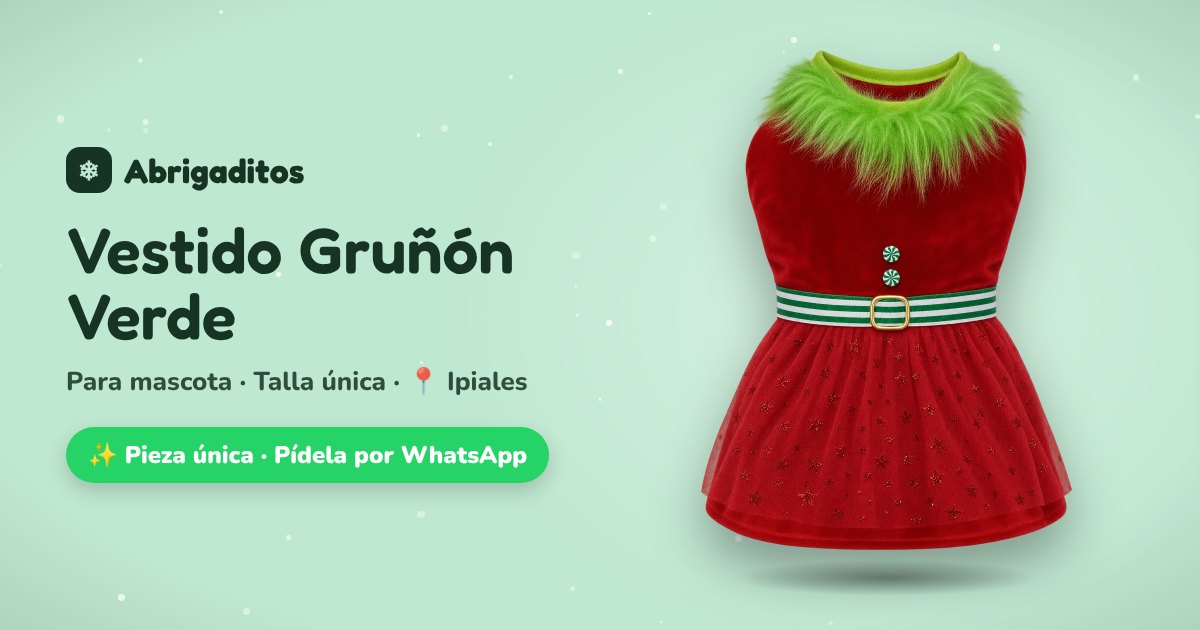 Abrigaditos
Vestido Gruñón
Verde
Para mascota · Talla única · 📍 Ipiales
✨ Pieza única · Pídela por WhatsApp